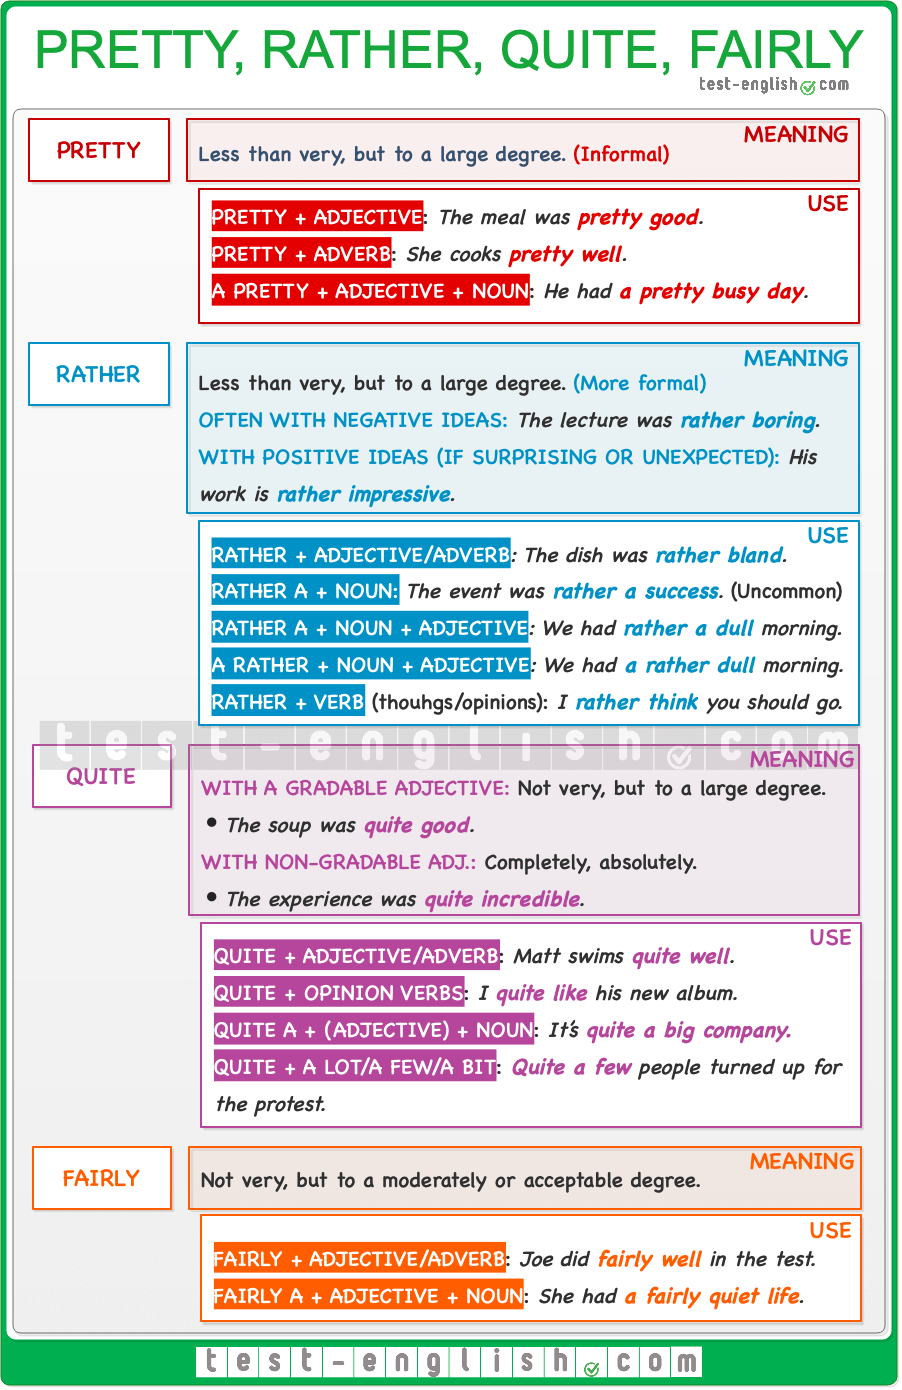 PRETTY, RATHER, QUITE, FAIRLY
test-english.com
PRETTY
MEANING
Less than very, but to a large degree. (Informal)
USE
PRETTY + ADJECTIVE: The meal was pretty good.
PRETTY + ADVERB: She cooks pretty well.
A PRETTY + ADJECTIVE + NOUN: He had a pretty busy day.
RATHER
MEANING
Less than very, but to a large degree. (More formal)
OFTEN WITH NEGATIVE IDEAS: The lecture was rather boring.
WITH POSITIVE IDEAS (IF SURPRISING OR UNEXPECTED): His
work is rather impressive.
USE
RATHER + ADJECTIVE/ADVERB: The dish was rather bland.
RATHER A + NOUN: The event was rather a success. (Uncommon)
RATHER A + NOUN + ADJECTIVE: We had rather a dull morning.
A RATHER + NOUN + ADJECTIVE: We had a rather dull morning.
RATHER + VERB (thouhgs/opinions): I rather think you should go.
test-english.com
QUITE
MEANING
WITH A GRADABLE ADJECTIVE: Not very, but to a large degree.
• The soup was quite good.
WITH NON-GRADABLE ADJ.: Completely, absolutely.
• The experience was quite incredible.
USE
QUITE + ADJECTIVE/ADVERB: Matt swims quite well.
QUITE + OPINION VERBS: I quite like his new album.
QUITE A + (ADJECTIVE) + NOUN: It's quite a big company.
QUITE + A LOT/A FEW/A BIT: Quite a few people turned up for
the protest.
FAIRLY
MEANING
Not very, but to a moderately or acceptable degree.
USE
FAIRLY + ADJECTIVE/ADVERB: Joe did fairly well in the test.
FAIRLY A + ADJECTIVE + NOUN: She had a fairly quiet life.
test-english.com